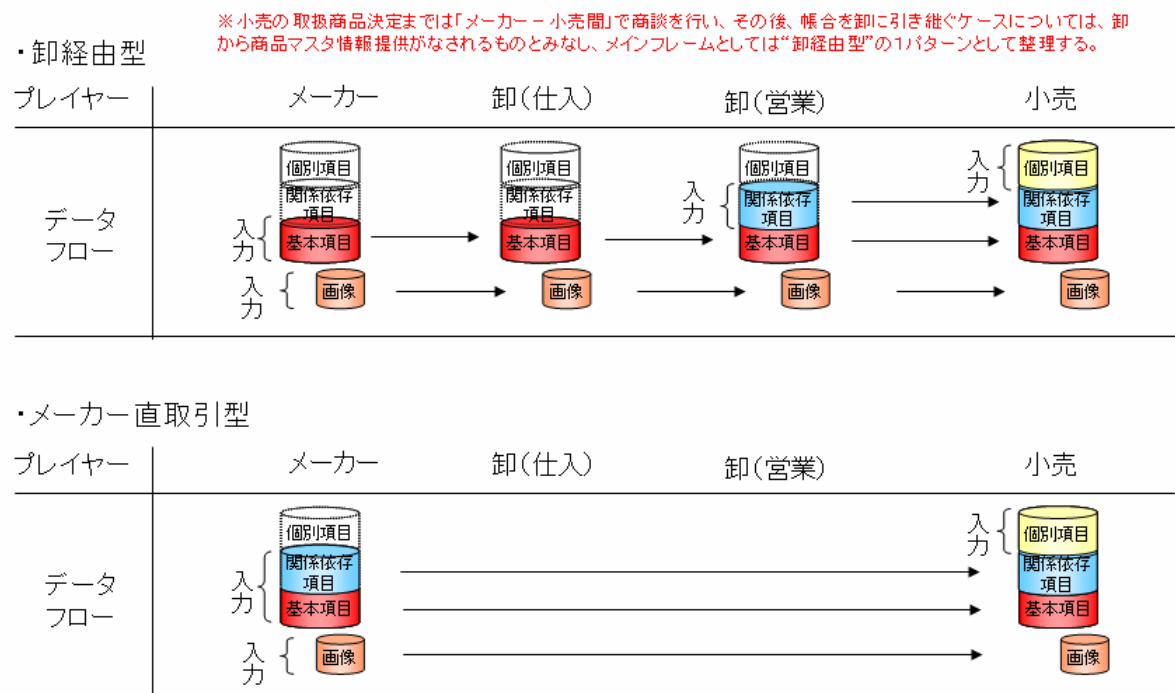 ※小売の取扱商品決定までは「メーカー－小売間」で商談を行い、その後、帳合を卸に引き継ぐケースについては、卸
から商品マスタ情報提供がなされるものとみなし、メインフレームとしては“卸経由型”の1パターンとして整理する。
・卸経由型
プレイヤー メーカー 卸(仕入) 卸(営業) 小売
データ
フロー
個別項目
関係依存
項目
基本項目
入力
画像
入力
個別項目
関係依存
項目
基本項目
画像
個別項目
関係依存
項目
基本項目
入力
画像
個別項目
関係依存
項目
基本項目
入力
画像
・メーカー直取引型
プレイヤー メーカー 卸(仕入) 卸(営業) 小売
データ
フロー
個別項目
関係依存
項目
基本項目
入力
画像
入力
個別項目
関係依存
項目
基本項目
入力
画像